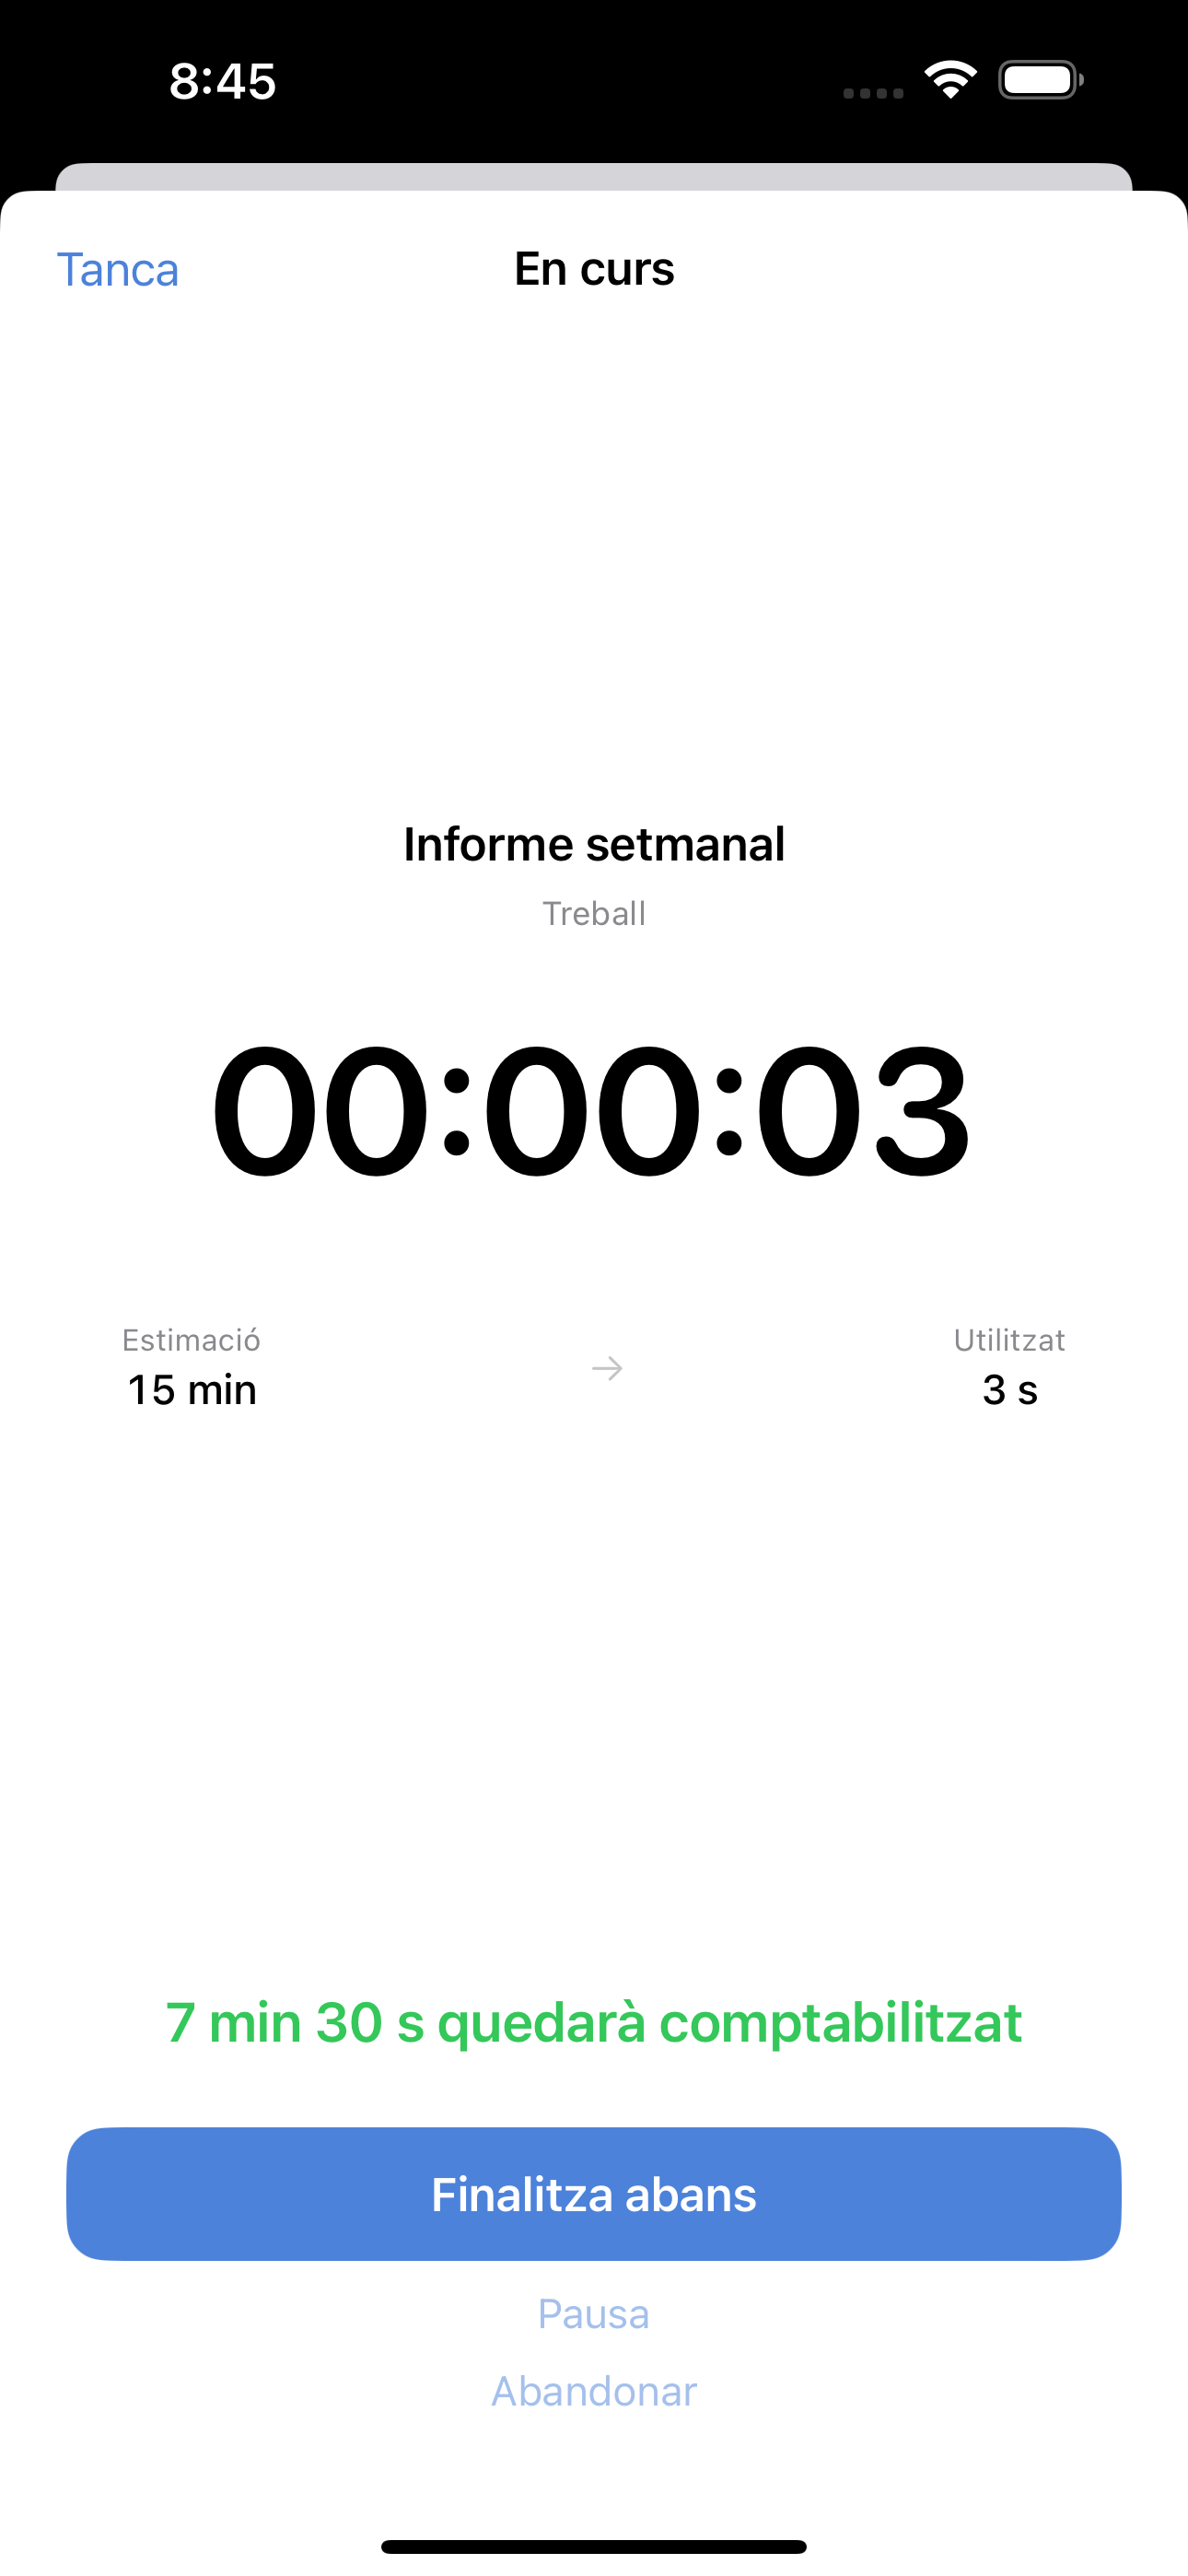 8:45
Tanca
En curs
Informe setmanal
Treball
00:00:03
Estimació
Utilitzat
15 min
→
3 s
7 min 30 s quedarà comptabilitzat
Finalitza abans
Pausa
Abandonar